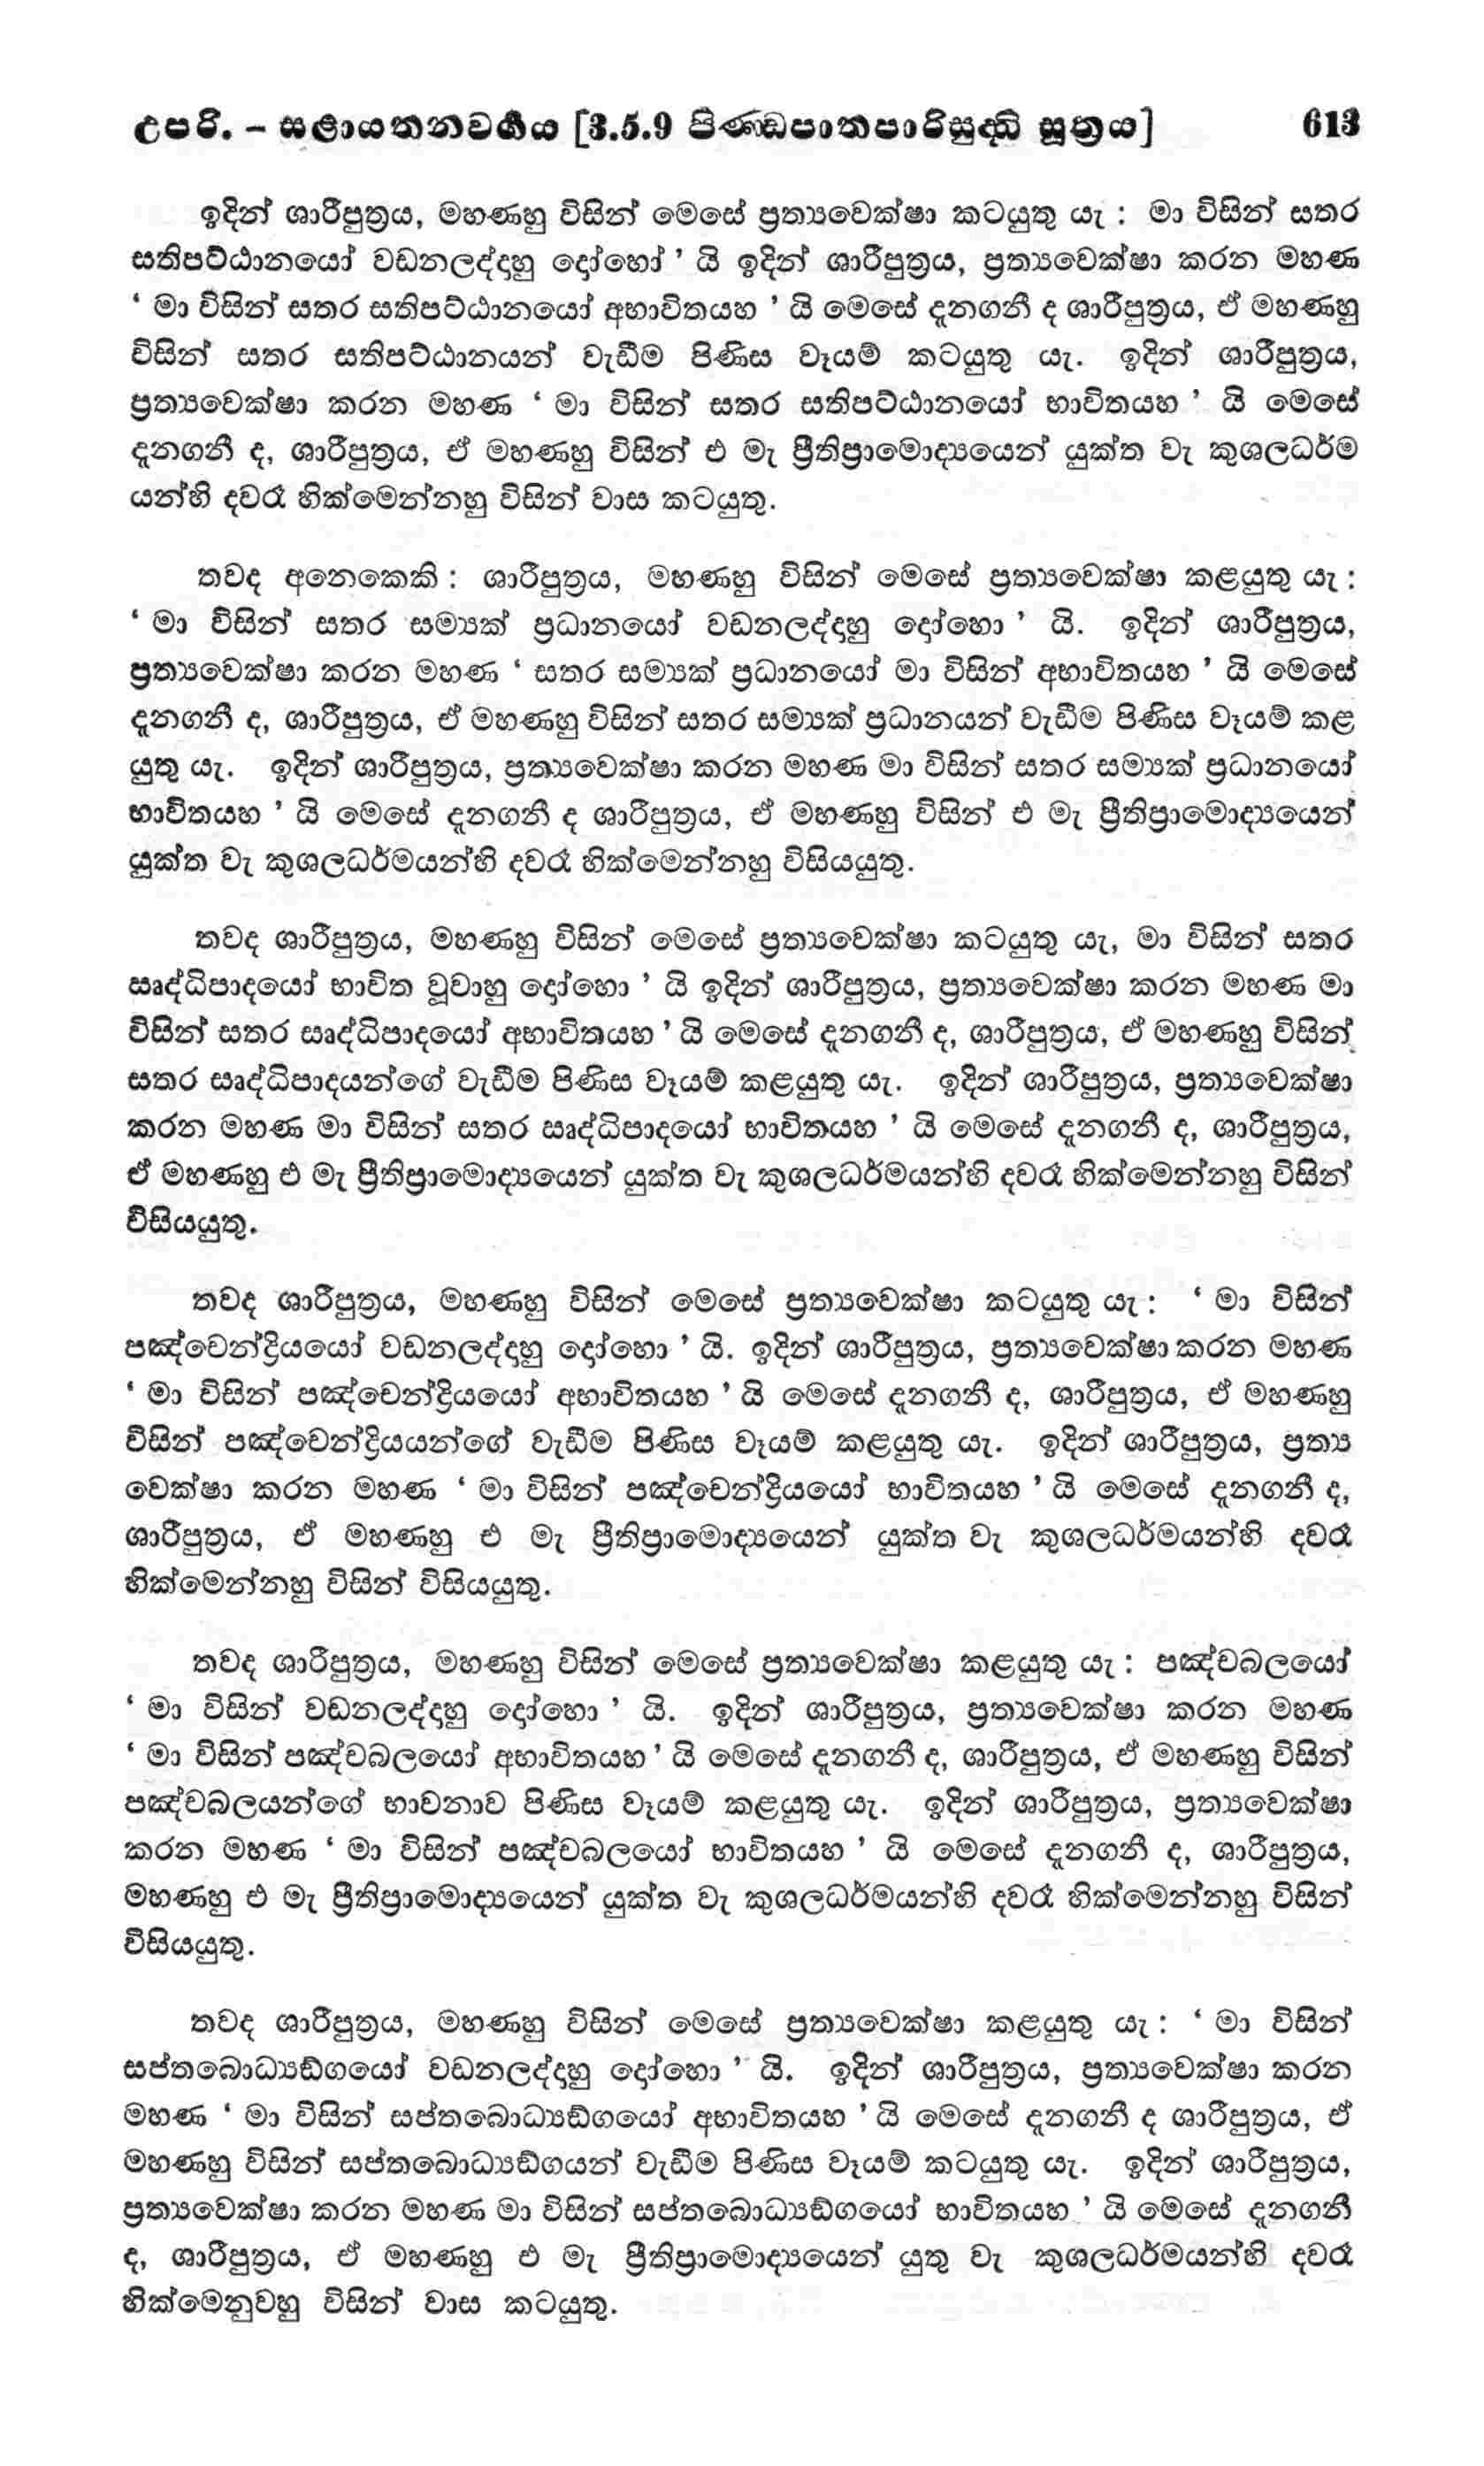 උපරි. – සළායතනවර්‍ගය [3.5.9 පිණ්ඩපාතපාරිසුද්ධි සූත්‍රය] 613
ඉදින් ශාරීපුත්‍රය, මහණහු විසින් මෙසේ ප්‍රත්‍යවෙක්ෂා කටයුතු යැ : මා විසින් සතර
සතිපට්ඨානයෝ වඩනලද්දාහු දෝහෝ’ යි ඉදින් ශාරීපුත්‍රය, ප්‍රත්‍යවෙක්ෂා කරන මහණ
‘ මා විසින් සතර සතිපට්ඨානයෝ අභාවිතයහ ’ යි මෙසේ දැනගනී ද ශාරීපුත්‍රය, ඒ මහණහු
විසින් සතර සතිපට්ඨානයන් වැඩීම පිණිස වෑයම් කටයුතු යැ. ඉදින් ශාරීපුත්‍රය,
ප්‍රත්‍යවෙක්ෂා කරන මහණ ‘ මා විසින් සතර සතිපට්ඨානයෝ භාවිතයහ ’ යි මෙසේ
දැනගනී ද, ශාරීපුත්‍රය, ඒ මහණහු විසින් එ මැ ප්‍රීතිප්‍රාමොද්‍යයෙන් යුක්ත වැ කුශලධර්ම
යන්හි දවරෑ හික්මෙන්නහු විසින් වාස කටයුතු.
තවද අනෙකෙකි : ශාරීපුත්‍රය, මහණහු විසින් මෙසේ ප්‍රත්‍යවෙක්ෂා කළයුතු යැ :
‘ මා විසින් සතර සම්‍යක් ප්‍රධානයෝ වඩනලද්දාහු දෝහො ’ යි. ඉදින් ශාරීපුත්‍රය,
ප්‍රත්‍යවෙක්ෂා කරන මහණ ‘ සතර සම්‍යක් ප්‍රධානයෝ මා විසින් අභාවිතයහ ’ යි මෙසේ
දැනගනී ද, ශාරීපුත්‍රය, ඒ මහණහු විසින් සතර සම්‍යක් ප්‍රධානයන් වැඩීම පිණිස වෑයම් කළ
යුතු යැ. ඉදින් ශාරීපුත්‍රය, ප්‍රත්‍යවෙක්ෂා කරන මහණ මා විසින් සතර සම්‍යක් ප්‍රධානයෝ
භාවිතයහ ’ යි මෙසේ දැනගනී ද ශාරීපුත්‍රය, ඒ මහණහු විසින් එ මැ ප්‍රීතිප්‍රාමොද්‍යයෙන්
යුක්ත වැ කුශලධර්මයන්හි දවරෑ හික්මෙන්නහු විසියයුතු.
තවද ශාරීපුත්‍රය, මහණහු විසින් මෙසේ ප්‍රත්‍යවෙක්ෂා කටයුතු යැ, මා විසින් සතර
සෘද්ධිපාදයෝ භාවිත වූවාහු දෝහො ’ යි ඉදින් ශාරීපුත්‍රය, ප්‍රත්‍යවෙක්ෂා කරන මහණ මා
විසින් සතර සෘද්ධිපාදයෝ අභාවිතයහ ’ යි මෙසේ දැනගනී ද, ශාරීපුත්‍රය, ඒ මහණහු විසින්
සතර සෘද්ධිපාදයන්ගේ වැඩීම පිණිස වෑයම් කළයුතු යැ. ඉදින් ශාරීපුත්‍රය, ප්‍රත්‍යවෙක්ෂා
කරන මහණ මා විසින් සතර සෘද්ධිපාදයෝ භාවිතයහ ’ යි මෙසේ දැනගනී ද, ශාරීපුත්‍රය,
ඒ මහණහු එ මැ ප්‍රීතිප්‍රාමොද්‍යයෙන් යුක්ත වැ කුශලධර්මයන්හි දවරෑ හික්මෙන්නහු විසින්
විසියයුතු.
තවද ශාරීපුත්‍රය, මහණහු විසින් මෙසේ ප්‍රත්‍යවෙක්ෂා කටයුතු යැ : ‘ මා විසින්
පඤ්චෙන්ද්‍රියයෝ වඩනලද්දාහු දෝහො ’ යි. ඉදින් ශාරීපුත්‍රය, ප්‍රත්‍යවෙක්ෂා කරන මහණ
‘ මා විසින් පඤ්චෙන්ද්‍රියයෝ අභාවිතයහ ’ යි මෙසේ දැනගනී ද, ශාරීපුත්‍රය, ඒ මහණහු
විසින් පඤ්චෙන්ද්‍රියයන්ගේ වැඩීම පිණිස වෑයම් කළයුතු යැ. ඉදින් ශාරීපුත්‍රය, ප්‍රත්‍ය
වෙක්ෂා කරන මහණ ‘ මා විසින් පඤ්චෙන්ද්‍රියයෝ භාවිතයහ ’ යි මෙසේ දැනගනී ද,
ශාරීපුත්‍රය, ඒ මහණහු එ මැ ප්‍රීතිප්‍රාමොද්‍යයෙන් යුක්ත වැ කුශලධර්මයන්හි දවරෑ
හික්මෙන්නහු විසින් විසියයුතු.
තවද ශාරීපුත්‍රය, මහණහු විසින් මෙසේ ප්‍රත්‍යවෙක්ෂා කළයුතු යැ : පඤ්චබලයෝ
‘ මා විසින් වඩනලද්දාහු දෝහො ’ යි. ඉදින් ශාරීපුත්‍රය, ප්‍රත්‍යවෙක්ෂා කරන මහණ
‘ මා විසින් පඤ්චබලයෝ අභාවිතයහ ’ යි මෙසේ දැනගනී ද, ශාරීපුත්‍රය, ඒ මහණහු විසින්
පඤ්චබලයන්ගේ භාවනාව පිණිස වෑයම් කළයුතු යැ. ඉදින් ශාරීපුත්‍රය, ප්‍රත්‍යවෙක්ෂා
කරන මහණ ‘ මා විසින් පඤ්චබලයෝ භාවිතයහ ’ යි මෙසේ දැනගනී ද, ශාරීපුත්‍රය,
මහණහු එ මැ ප්‍රීතිප්‍රාමොද්‍යයෙන් යුක්ත වැ කුශලධර්මයන්හි දවරෑ හික්මෙන්නහු විසින්
විසියයුතු.
තවද ශාරීපුත්‍රය, මහණහු විසින් මෙසේ ප්‍රත්‍යවෙක්ෂා කළයුතු යැ : ‘ මා විසින්
සප්තබොධ්‍යඞ්ගයෝ වඩනලද්දාහු දෝහො ’ යි. ඉදින් ශාරීපුත්‍රය, ප්‍රත්‍යවෙක්ෂා කරන
මහණ ‘ මා විසින් සප්තබොධ්‍යඞ්ගයෝ අභාවිතයහ ’ යි මෙසේ දැනගනී ද ශාරීපුත්‍රය, ඒ
මහණහු විසින් සප්තබොධ්‍යඞ්ගයන් වැඩීම පිණිස වෑයම් කටයුතු යැ. ඉදින් ශාරීපුත්‍රය,
ප්‍රත්‍යවෙක්ෂා කරන මහණ මා විසින් සප්තබොධ්‍යඞ්ගයෝ භාවිතයහ ’ යි මෙසේ දැනගනී
ද, ශාරීපුත්‍රය, ඒ මහණහු එ මැ ප්‍රීතිප්‍රාමොද්‍යයෙන් යුතු වැ කුශලධර්මයන්හි දවරෑ
හික්මෙනුවහු විසින් වාස කටයුතු.